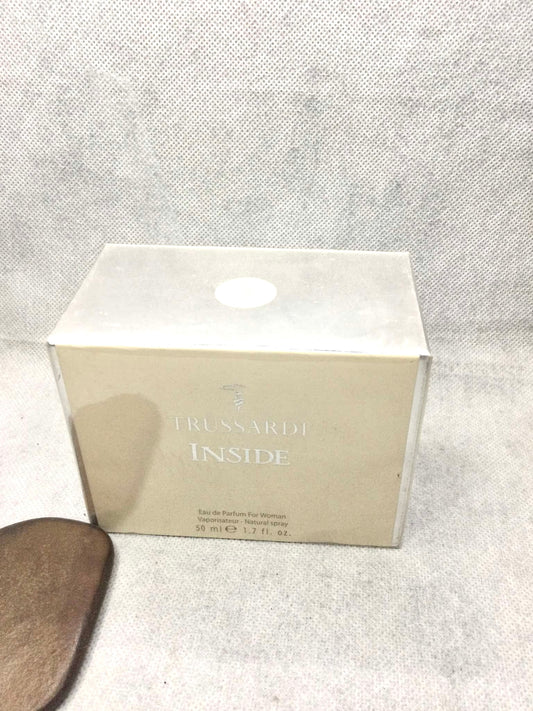 TRUSSARDI
INSIDE
Eau de Parfum For Woman
Vaporisateur - Natural spray
50 ml ℮ 1.7 fl. oz.